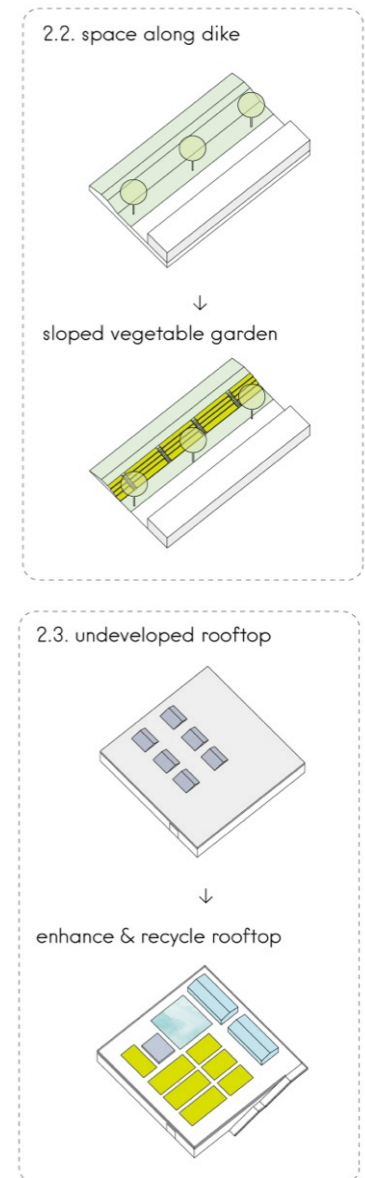 2.2. space along dike
sloped vegetable garden
2.3. undeveloped rooftop
enhance & recycle rooftop